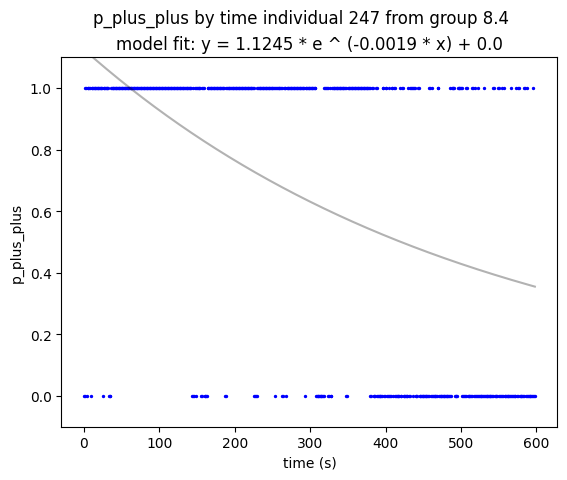 p_plus_plus by time individual 247 from group 8.4
model fit: y = 1.1245 * e ^ (-0.0019 * x) + 0.0
1.0
0.8
0.6
0.4
0.2
0.0
p_plus_plus
0 100 200 300 400 500 600
time (s)